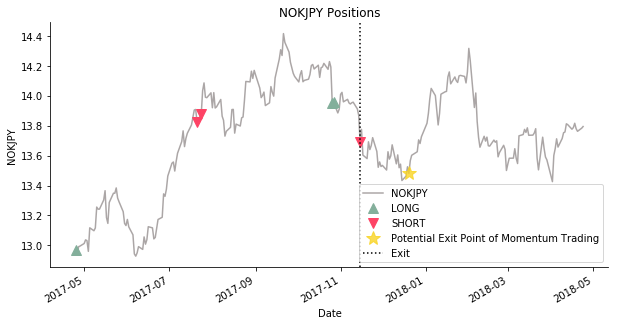 NOKJPY Positions
14.4
14.2
14.0
13.8
13.6
13.4
13.2
13.0
NOKJPY
NOKJPY
LONG
SHORT
Potential Exit Point of Momentum Trading
Exit
2017-05
2017-07
2017-09
2017-11
2018-01
2018-03
2018-05
Date